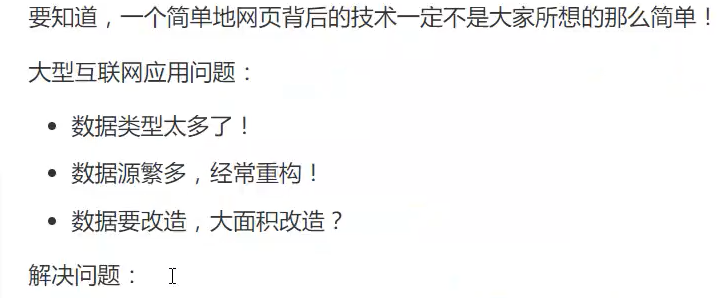 要知道，一个简单地网页背后的技术一定不是大家所想的那么简单！
大型互联网应用问题：
• 数据类型太多了！
• 数据源繁多，经常重构！
• 数据要改造，大面积改造？
解决问题：